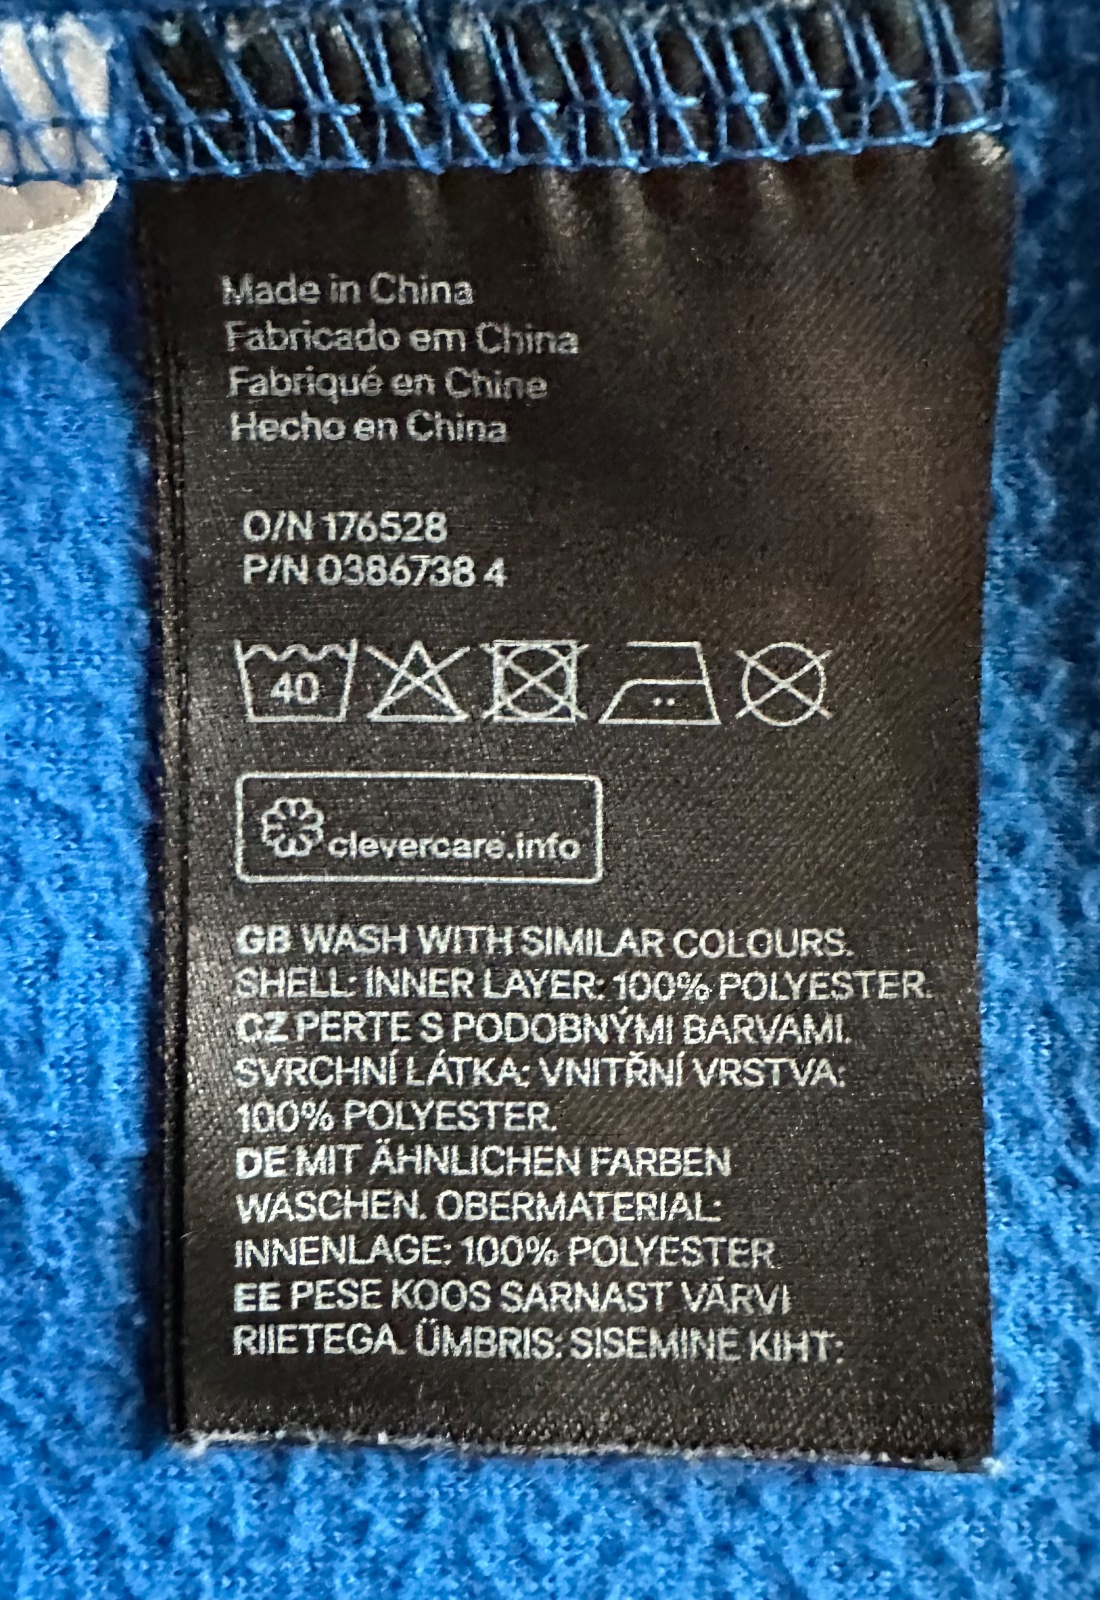 Made in China
Fabricado em China
Fabriqué en Chine
Hecho en China
O/N 176528
P/N 0386738 4
40
clevercare.info
GB WASH WITH SIMILAR COLOURS.
SHELL: INNER LAYER: 100% POLYESTER.
CZ PERTE S PODOBNÝMI BARVAMI.
SVRCHNÍ LÁTKA: VNITŘNÍ VRSTVA:
100% POLYESTER.
DE MIT ÄHNLICHEN FARBEN
WASCHEN. OBERMATERIAL:
INNENLAGE: 100% POLYESTER
EE PESE KOOS SARNAST VÄRVI
RIIETEGA. ÜMBRIS: SISEMINE KIHT: